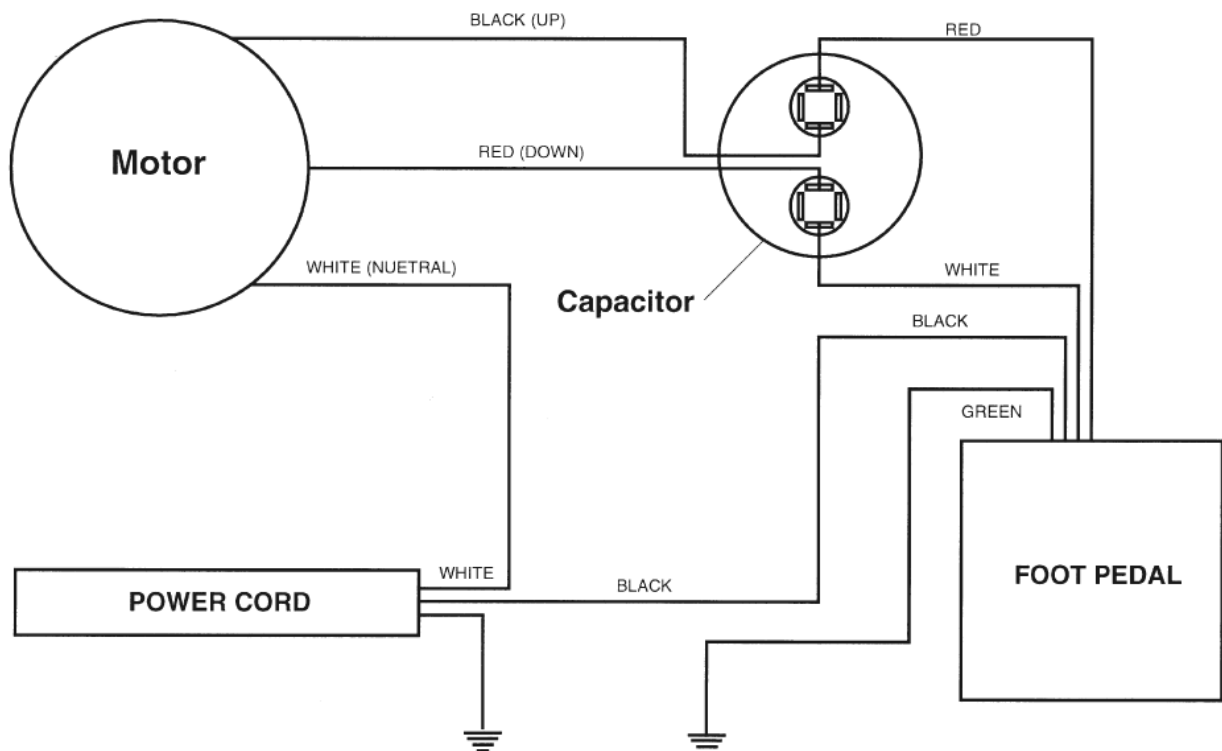 BLACK (UP)
RED
Motor
RED (DOWN)
WHITE (NUETRAL)
WHITE
Capacitor
BLACK
GREEN
WHITE
BLACK
POWER CORD
FOOT PEDAL